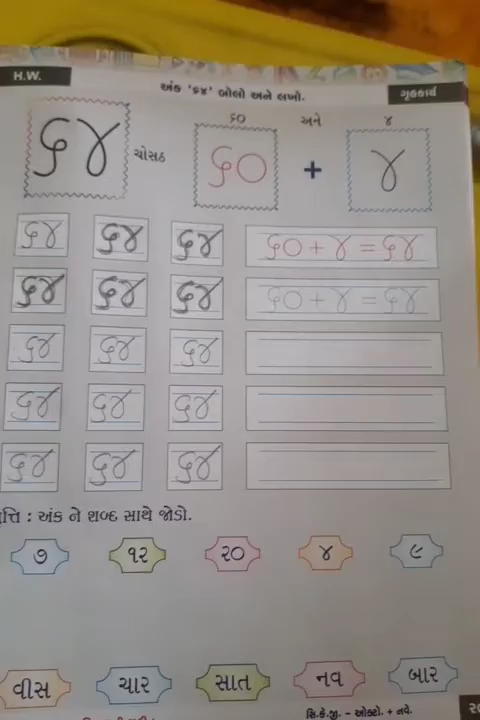 H.W.
અંક '૬૪' બોલો અને લખો.
ગૃહકાર્ય
૬૪ ચોસઠ
૬૦ અને ૪
૬૦ + ૪
૬૪ ૬૪ ૬૪ ૬૦+૪=૬૪
૬૪ ૬૪ ૬૪ ૬૦+૪=૬૪
૬૪ ૬૪ ૬૪
૬૪ ૬૪ ૬૪
૬૪ ૬૪ ૬૪
: અંક ને શબ્દ સાથે જોડો.
૭ ૧૨ ૨૦ ૪ ૯
વીસ ચાર સાત નવ બાર
સિ.કે.જી. - ઓક્ટો. + નવે.